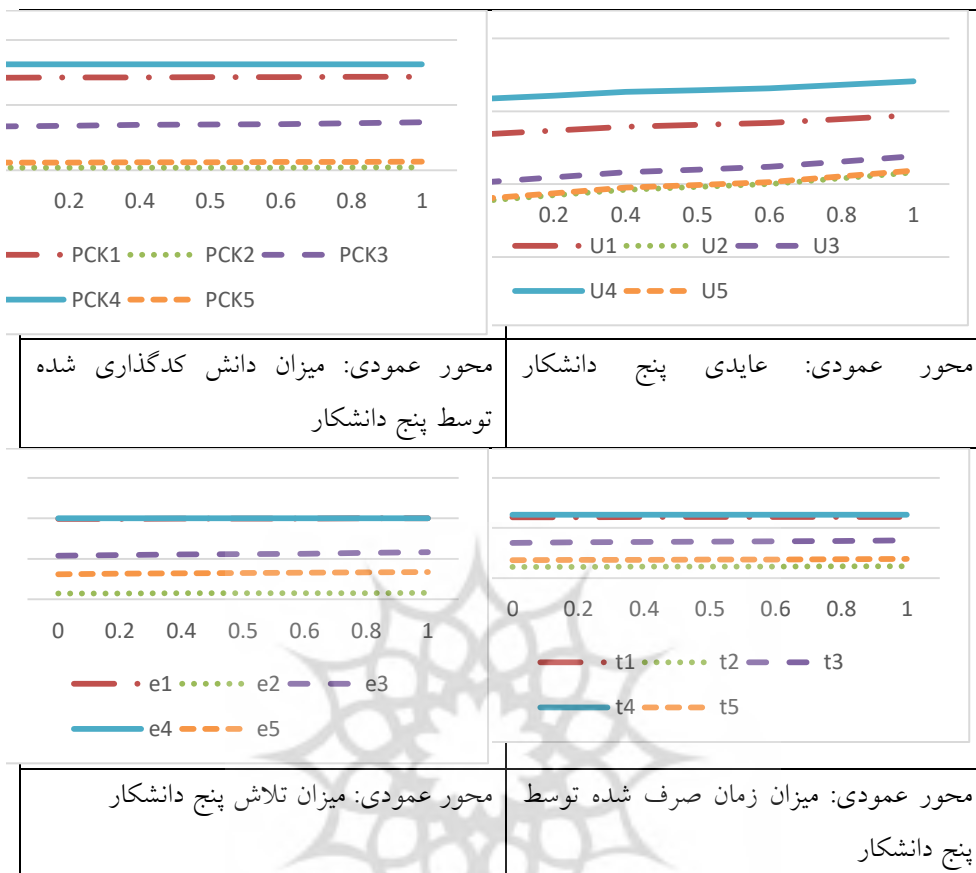 0.2 0.4 0.5 0.6 0.8 1
PCK1 PCK2 PCK3
PCK4 PCK5
0.2 0.4 0.5 0.6 0.8 1
U1 U2 U3
U4 U5
محور عمودی: عایدی پنج دانشکار
محور عمودی: میزان دانش کدگذاری شده
توسط پنج دانشکار
0 0.2 0.4 0.5 0.6 0.8 1
e1 e2 e3
e4 e5
0 0.2 0.4 0.5 0.6 0.8 1
t1 t2 t3
t4 t5
محور عمودی: میزان زمان صرف شده توسط
پنج دانشکار
محور عمودی: میزان تلاش پنج دانشکار